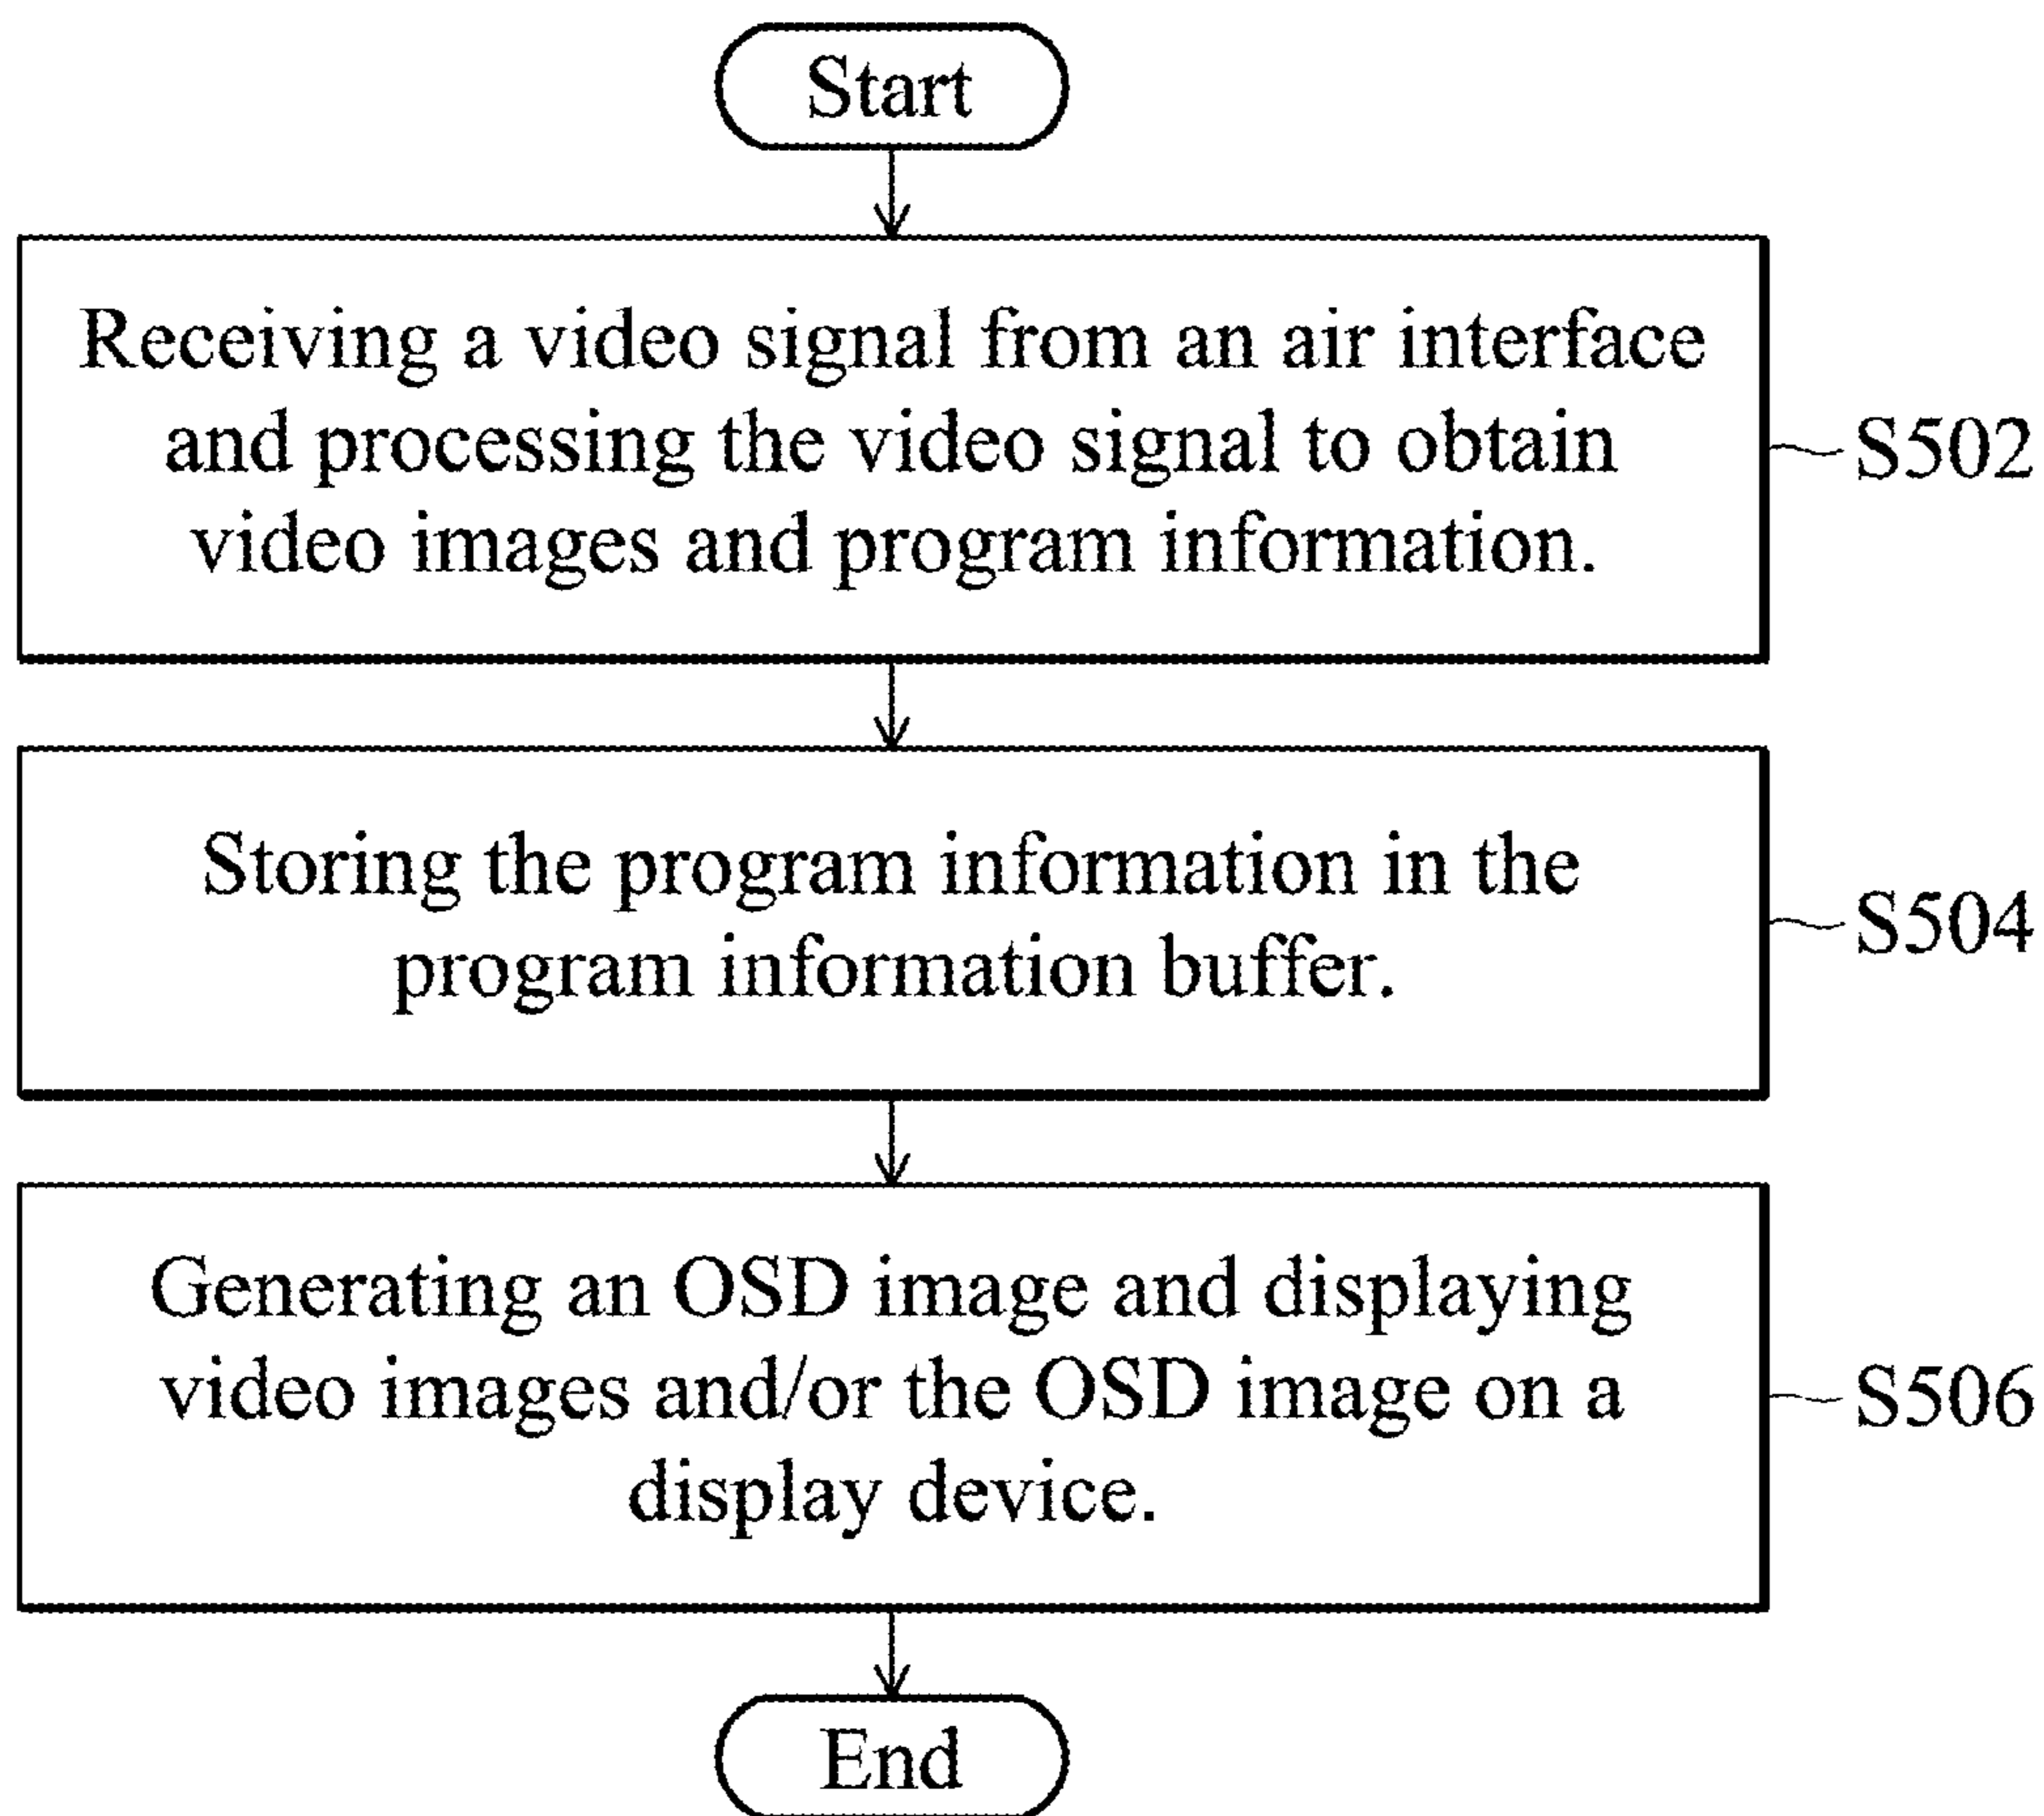 Start
Receiving a video signal from an air interface
and processing the video signal to obtain
video images and program information.
S502
Storing the program information in the
program information buffer.
S504
Generating an OSD image and displaying
video images and/or the OSD image on a
display device.
S506
End